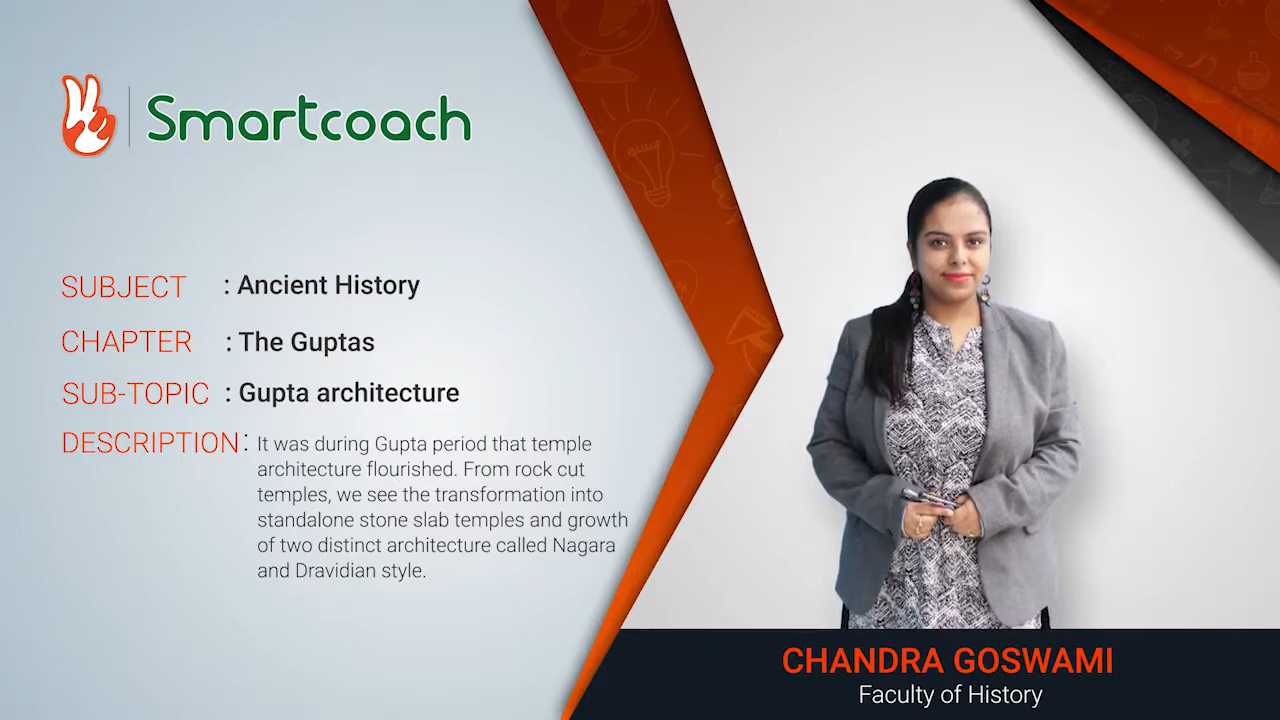 Smartcoach
SUBJECT : Ancient History
CHAPTER : The Guptas
SUB-TOPIC : Gupta architecture
DESCRIPTION : It was during Gupta period that temple
architecture flourished. From rock cut
temples, we see the transformation into
standalone stone slab temples and growth
of two distinct architecture called Nagara
and Dravidian style.
CHANDRA GOSWAMI
Faculty of History